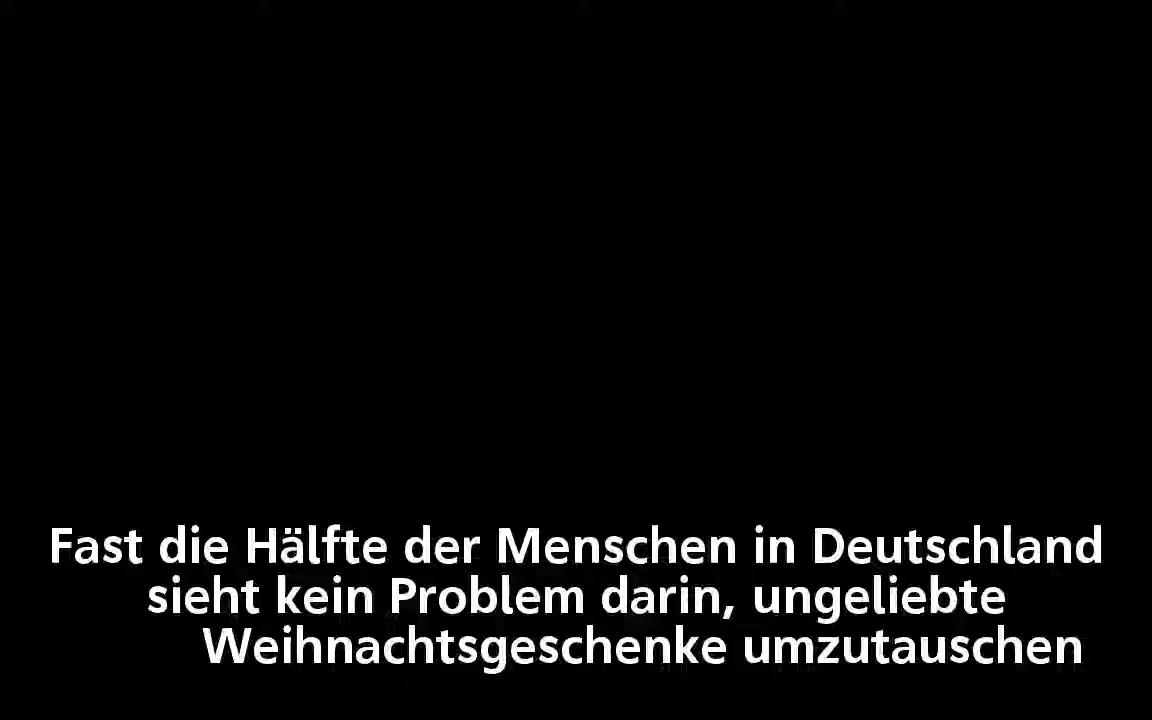 Fast die Hälfte der Menschen in Deutschland
sieht kein Problem darin, ungeliebte
Weihnachtsgeschenke umzutauschen